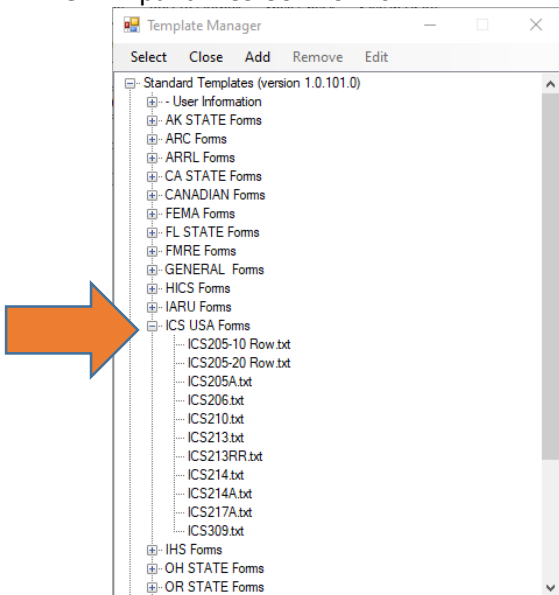 Template Manager
Select Close Add Remove Edit
Standard Templates (version 1.0.101.0)
- User Information
AK STATE Forms
ARC Forms
ARRL Forms
CA STATE Forms
CANADIAN Forms
FEMA Forms
FL STATE Forms
FMRE Forms
GENERAL Forms
HICS Forms
IARU Forms
ICS USA Forms
ICS205-10 Row.txt
ICS205-20 Row.txt
ICS205A.txt
ICS206.txt
ICS210.txt
ICS213.txt
ICS213RR.txt
ICS214.txt
ICS214A.txt
ICS217A.txt
ICS309.txt
IHS Forms
OH STATE Forms
OR STATE Forms